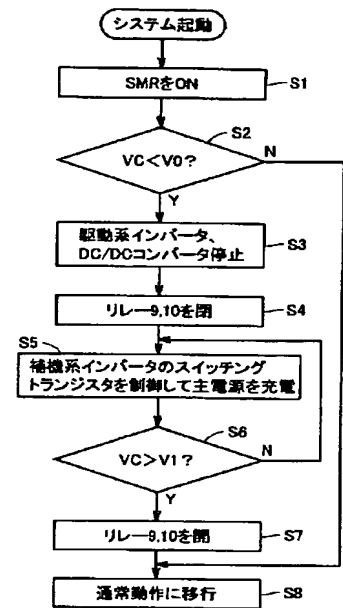 システム起動
SMRをON
S1
VC<V0?
S2
N
Y
駆動系インバータ、
DC/DCコンバータ停止
S3
リレー9,10を閉
S4
S5
補機系インバータのスイッチング
トランジスタを制御して主電源を充電
VC>V1?
S6
N
Y
リレー9,10を開
S7
通常動作に移行
S8